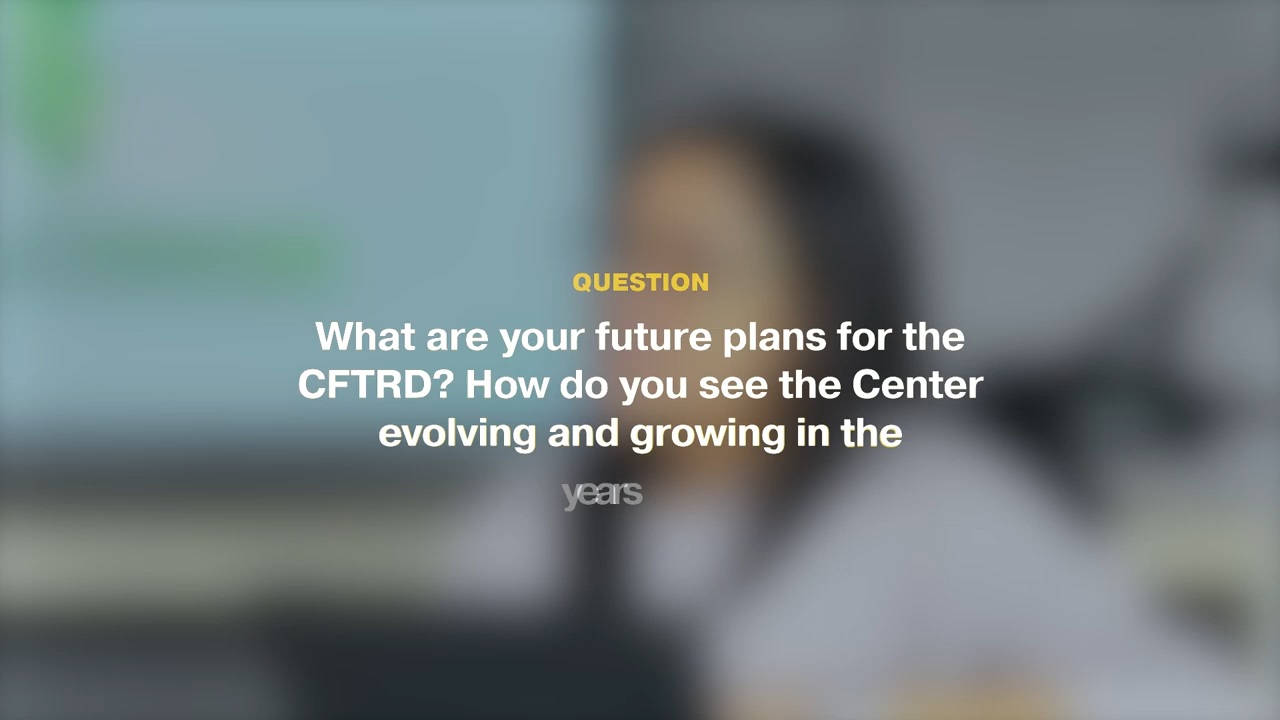 QUESTION
What are your future plans for the
CFTRD? How do you see the Center
evolving and growing in the
years